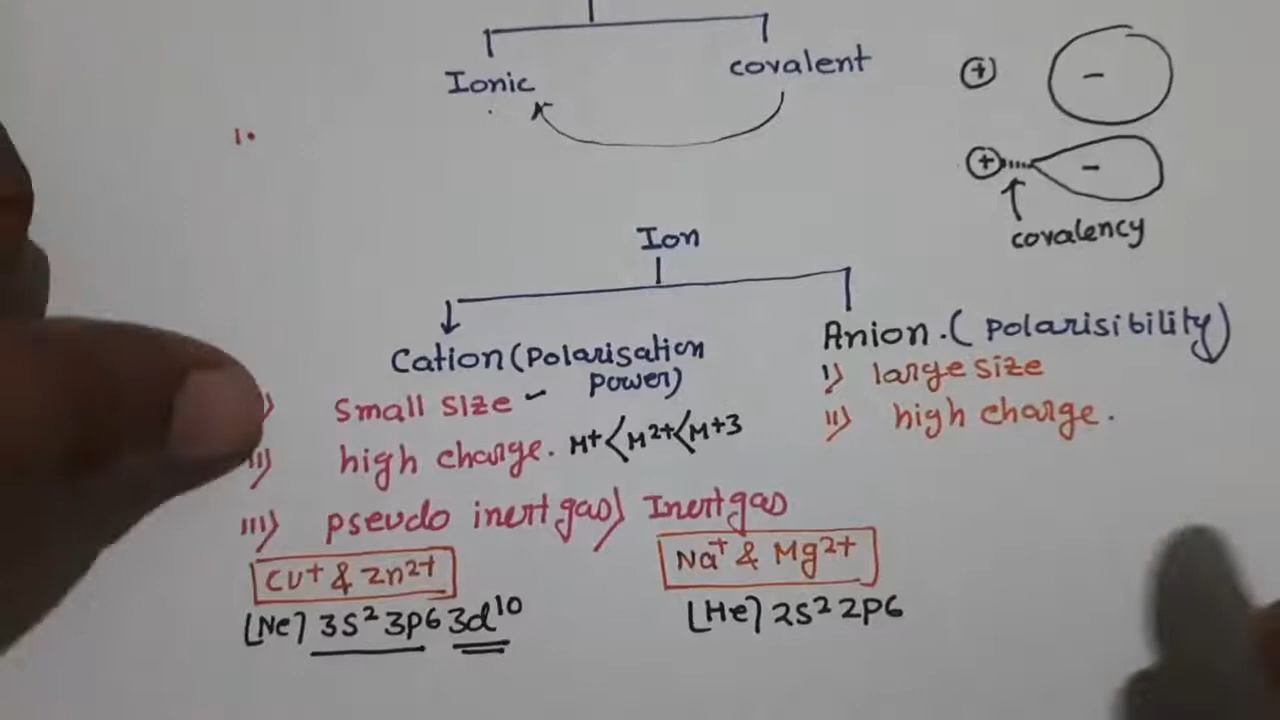 Ionic
covalent
+
-
+
-
covalency
1.
Ion
Cation (Polarisation power)
Anion. (polarisibility)
small size
i) large size
high charge. M+ < M2+ < M+3
ii) high charge.
iii) pseudo inert gas > Inert gas
Cu+ & Zn2+
Na+ & Mg2+
[Ne] 3s2 3p6 3d10
[He] 2s2 2p6